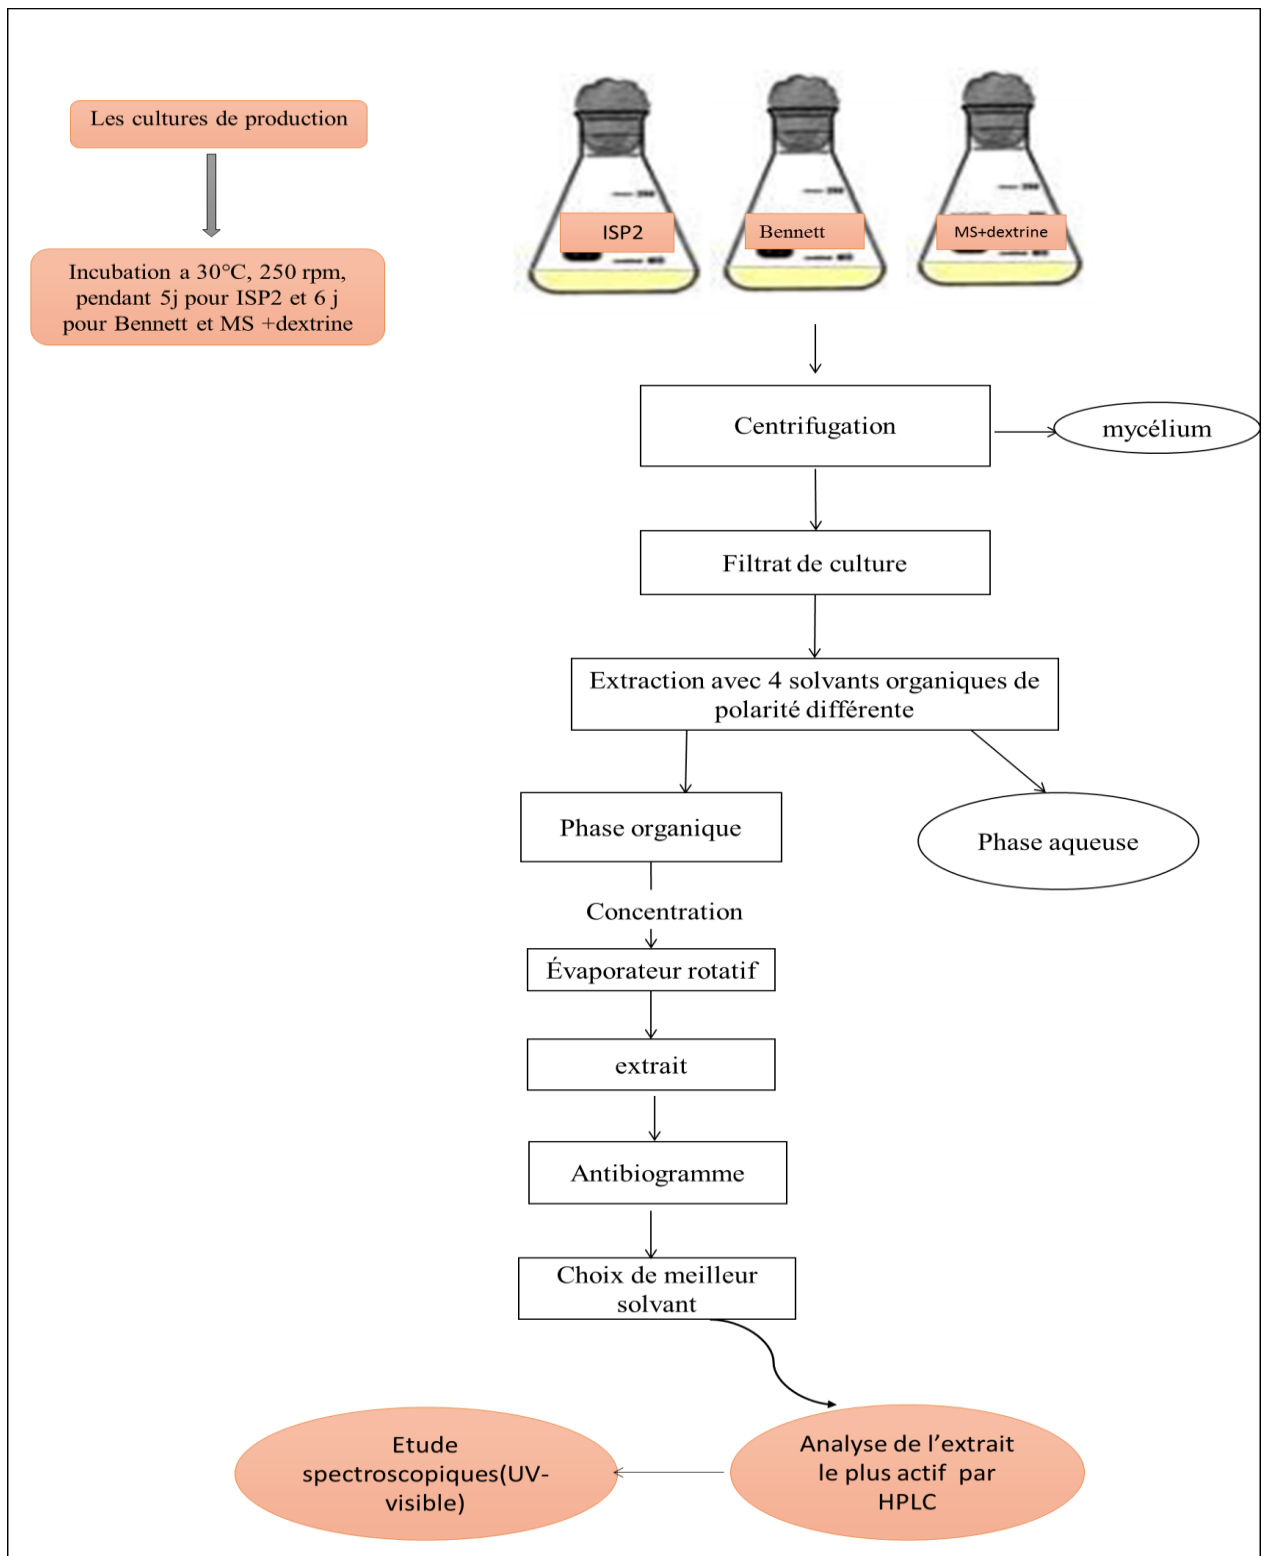 Les cultures de production
Incubation a 30°C, 250 rpm,
pendant 5j pour ISP2 et 6 j
pour Bennett et MS +dextrine
ISP2
Bennett
MS+dextrine
Centrifugation
mycélium
Filtrat de culture
Extraction avec 4 solvants organiques de
polarité différente
Phase organique
Phase aqueuse
Concentration
Évaporateur rotatif
extrait
Antibiogramme
Choix de meilleur
solvant
Analyse de l'extrait
le plus actif par
HPLC
Etude
spectroscopiques(UV-
visible)